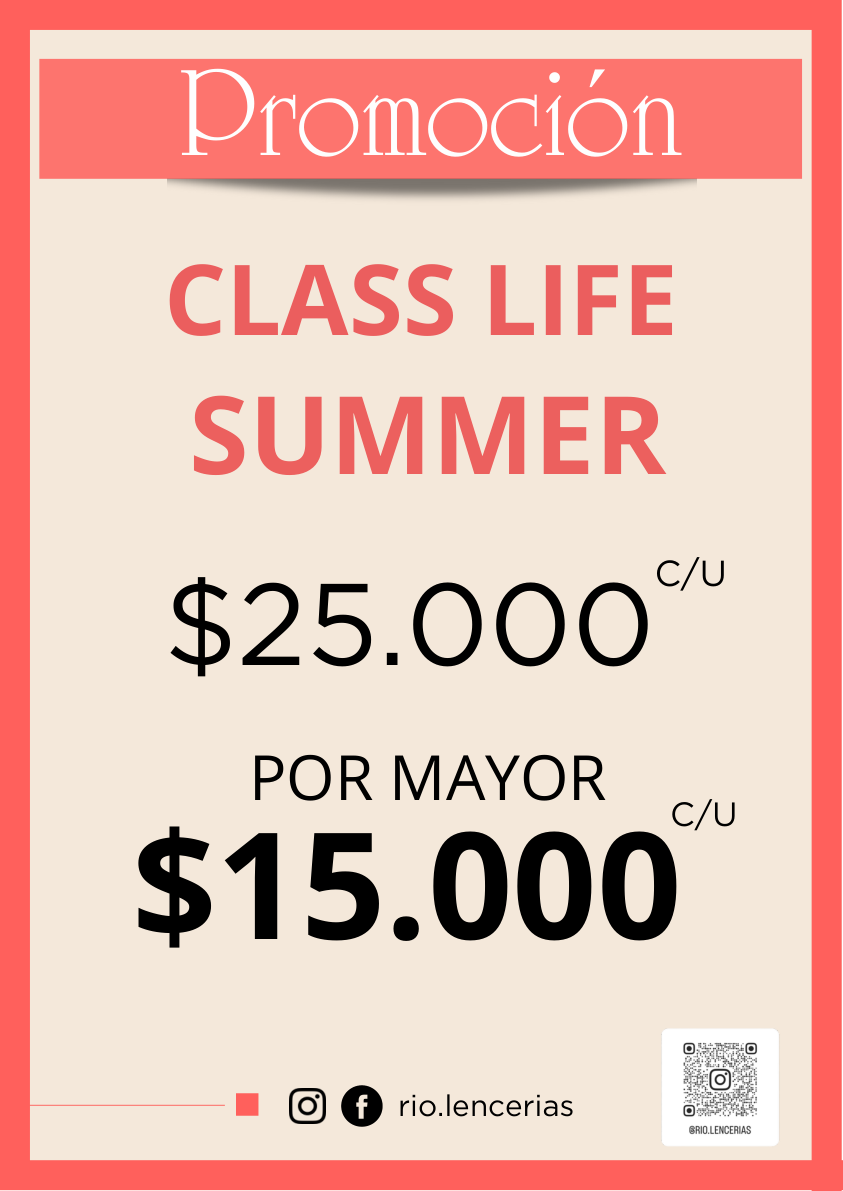 Promoción
CLASS LIFE
SUMMER
$25.000 C/U
POR MAYOR
$15.000 C/U
rio.lencerias
@RIO.LENCERIAS